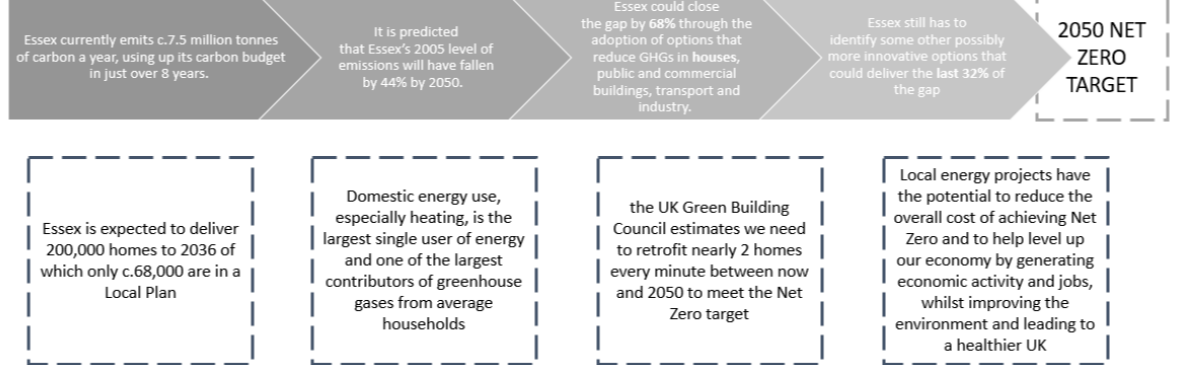 Essex currently emits c.7.5 million tonnes
of carbon a year, using up its carbon budget
in just over 8 years.
It is predicted
that Essex's 2005 level of
emissions will have fallen
by 44% by 2050.
Essex could close
the gap by 68% through the
adoption of options that
reduce GHGs in houses,
public and commercial
buildings, transport and
industry.
Essex still has to
identify some other possibly
more innovative options that
could deliver the last 32% of
the gap
2050 NET
ZERO
TARGET
Essex is expected to deliver
200,000 homes to 2036 of
which only c.68,000 are in a
Local Plan
Domestic energy use,
especially heating, is the
largest single user of energy
and one of the largest
contributors of greenhouse
gases from average
households
the UK Green Building
Council estimates we need
to retrofit nearly 2 homes
every minute between now
and 2050 to meet the Net
Zero target
Local energy projects have
the potential to reduce the
overall cost of achieving Net
Zero and to help level up
our economy by generating
economic activity and jobs,
whilst improving the
environment and leading to
a healthier UK